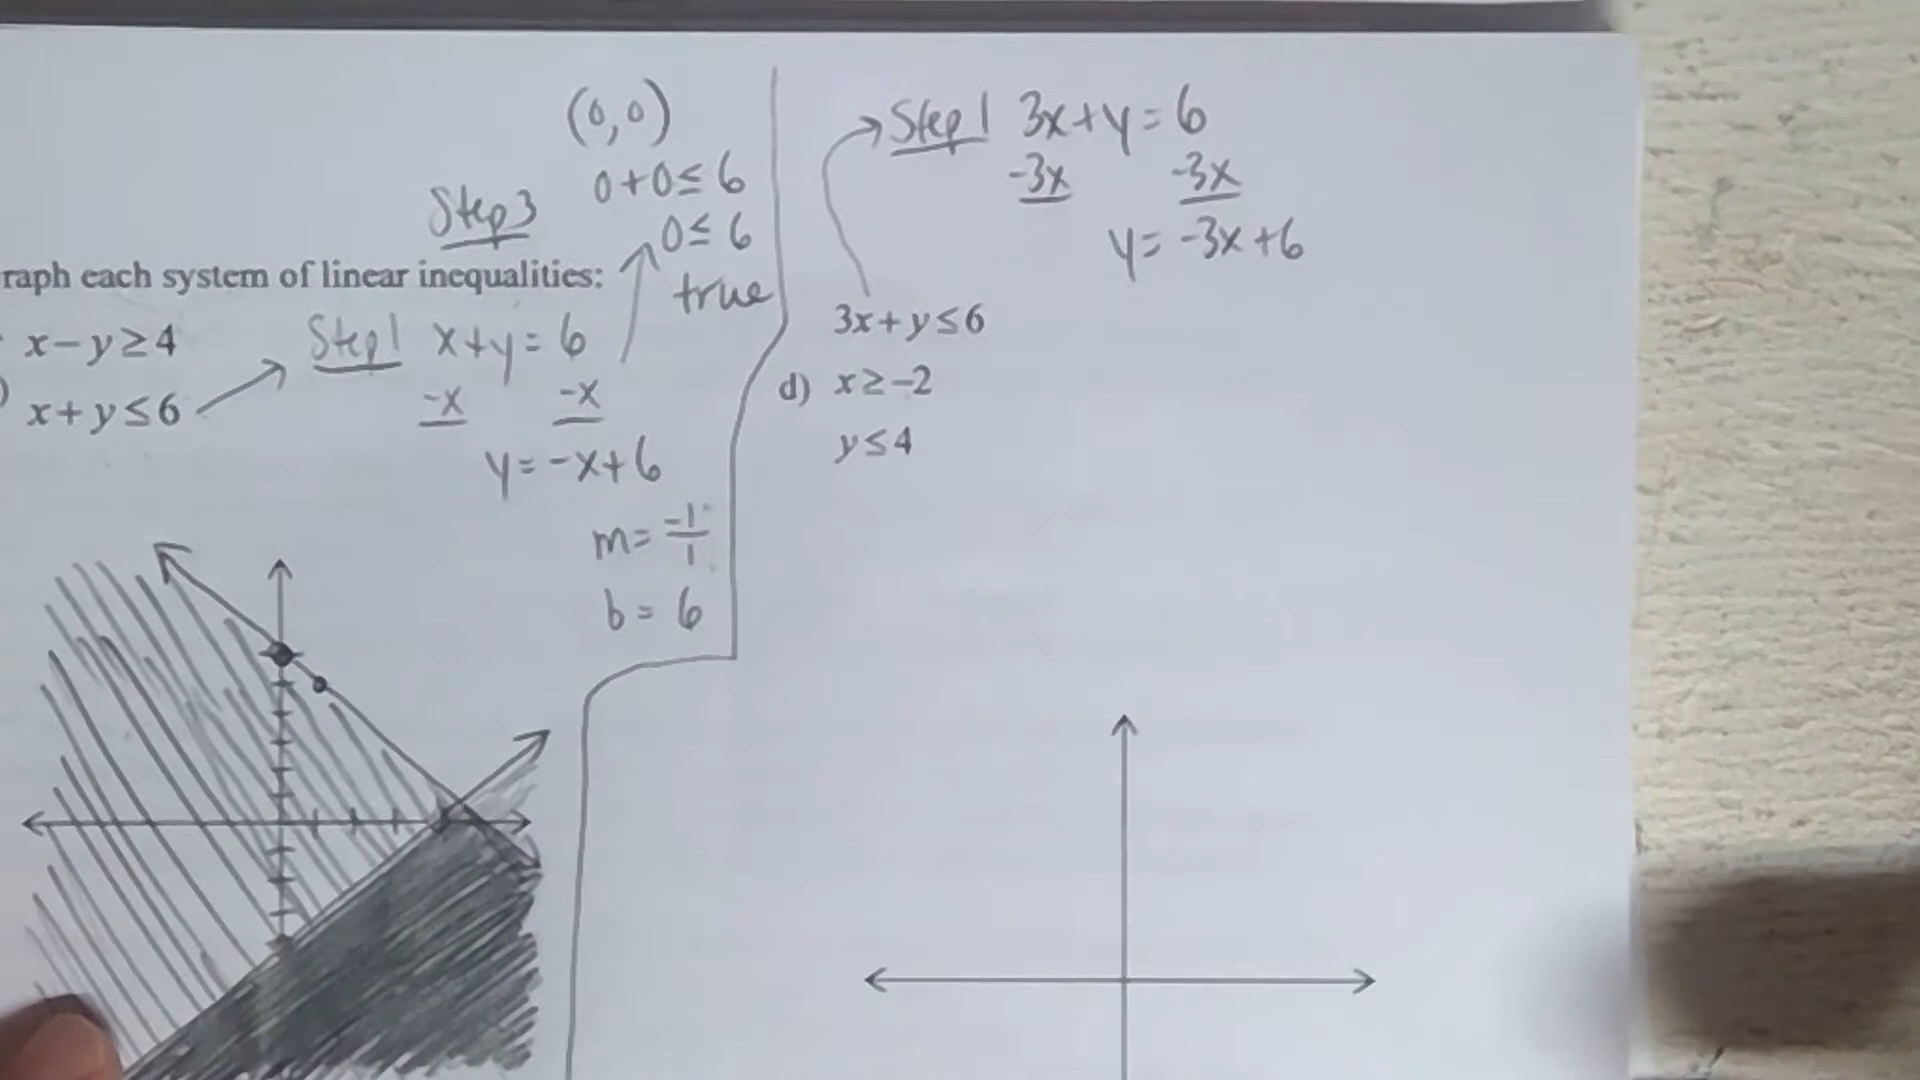 (0,0)
0+0≤6
Step 3
0≤6
true
raph each system of linear inequalities:
x−y≥4
x+y≤6
Step 1 x+y=6
-x -x
y=-x+6
m=-1/1
b=6
Step 1 3x+y=6
-3x -3x
y=-3x+6
3x+y≤6
d) x≥−2
y≤4